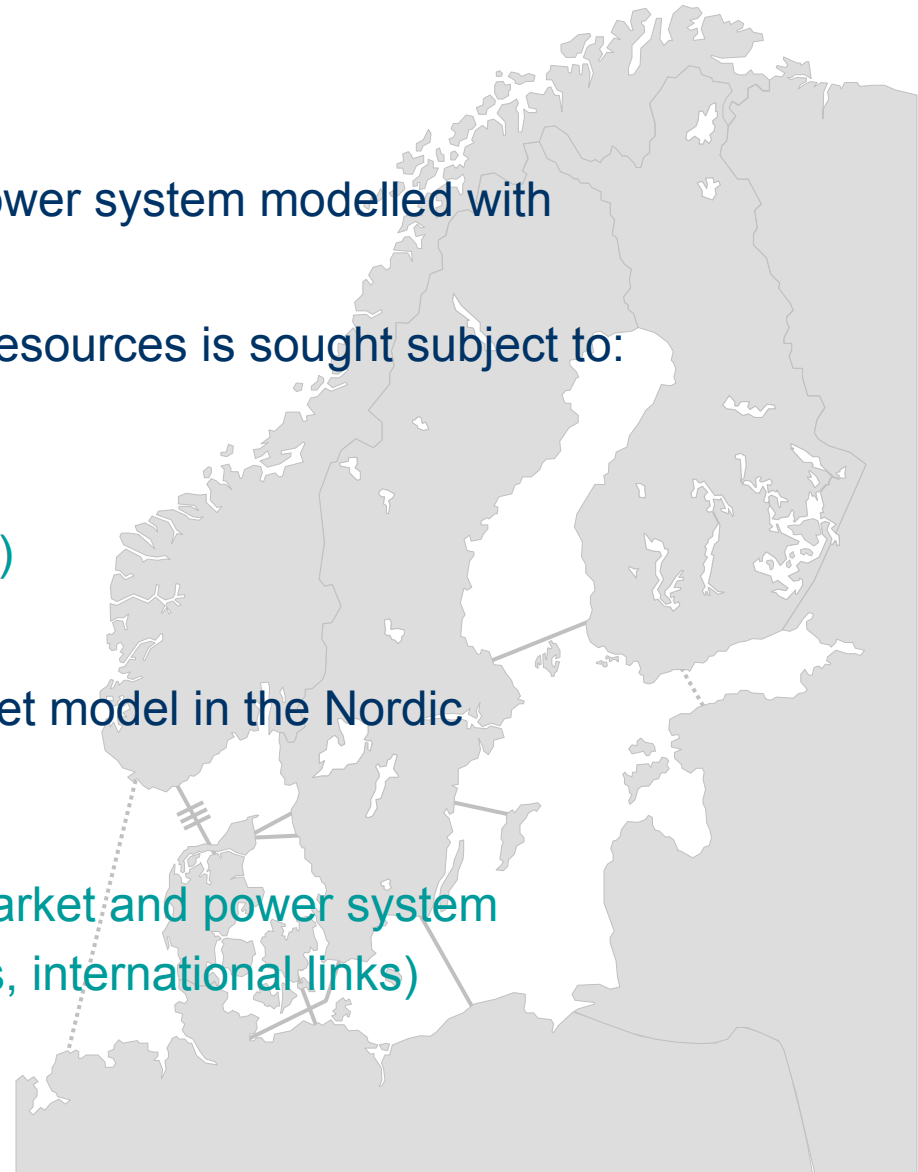 ower system modelled with
esources is sought subject to:
)
et model in the Nordic
arket and power system
s, international links)